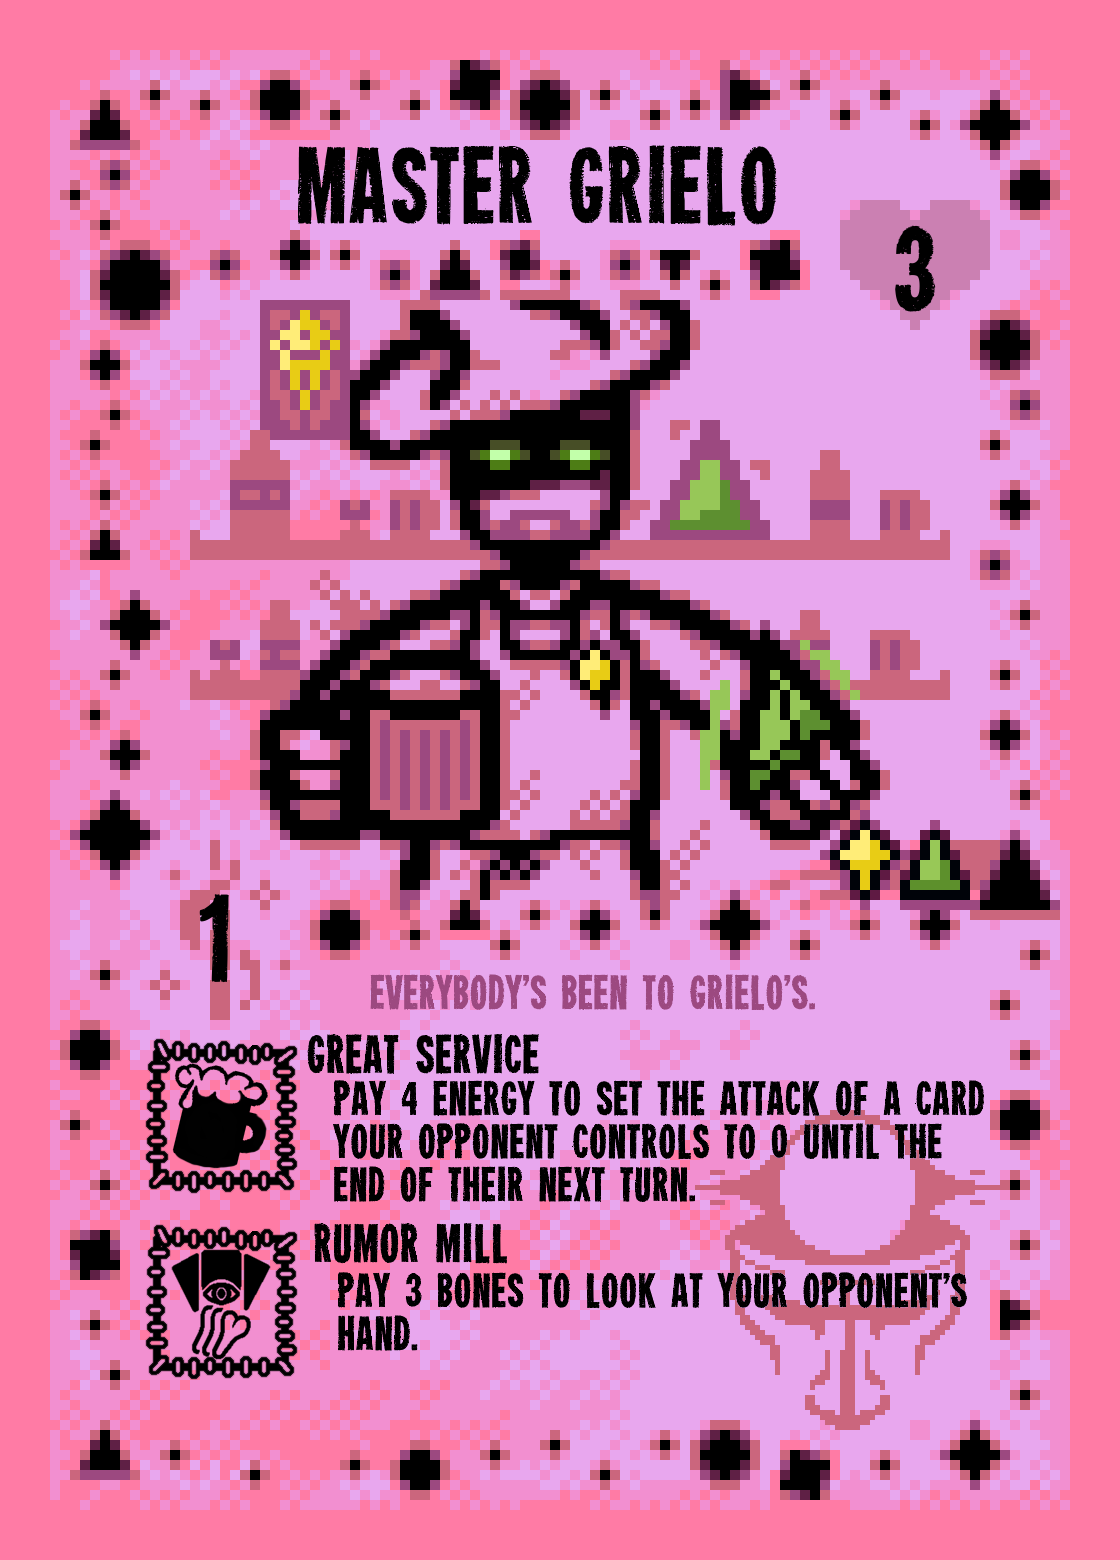 MASTER GRIELO
3
1
EVERYBODY'S BEEN TO GRIELO'S.
GREAT SERVICE
PAY 4 ENERGY TO SET THE ATTACK OF A CARD
YOUR OPPONENT CONTROLS TO 0 UNTIL THE
END OF THEIR NEXT TURN.
RUMOR MILL
PAY 3 BONES TO LOOK AT YOUR OPPONENT'S
HAND.